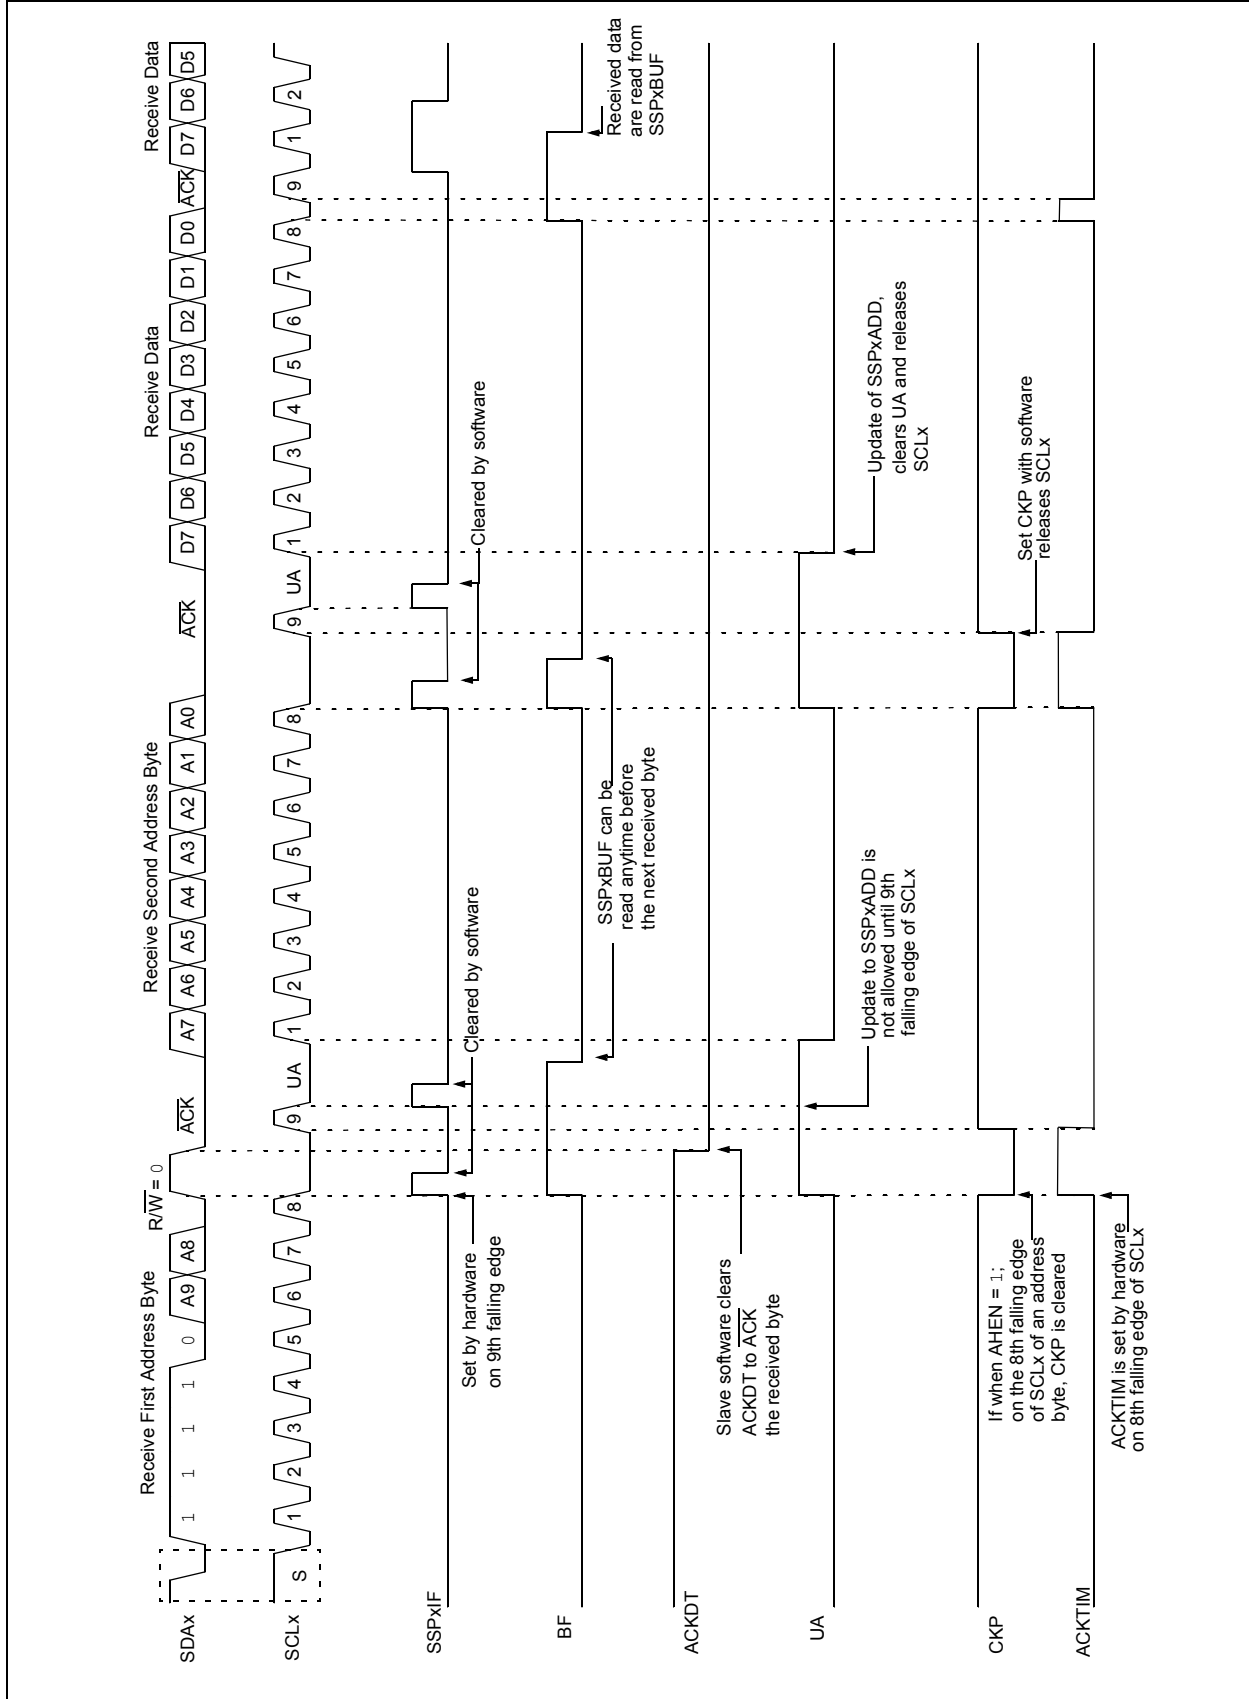 Receive First Address Byte
R/W = 0
Receive Second Address Byte
Receive Data
Receive Data
SDAx
1 1 1 1 0 A9 A8
ACK
A7 A6 A5 A4 A3 A2 A1 A0
ACK
D7 D6 D5 D4 D3 D2 D1 D0
ACK
D7 D6 D5
SCLx
S
1 2 3 4 5 6 7 8 9 UA 1 2 3 4 5 6 7 8 9 UA 1 2 3 4 5 6 7 8 9 1 2
SSPxIF
Set by hardware
on 9th falling edge
Cleared by software
Cleared by software
BF
SSPxBUF can be
read anytime before
the next received byte
Received data
are read from
SSPxBUF
ACKDT
Slave software clears
ACKDT to ACK
the received byte
UA
Update to SSPxADD is
not allowed until 9th
falling edge of SCLx
Update of SSPxADD,
clears UA and releases
SCLx
CKP
If when AHEN = 1;
on the 8th falling edge
of SCLx of an address
byte, CKP is cleared
Set CKP with software
releases SCLx
ACKTIM
ACKTIM is set by hardware
on 8th falling edge of SCLx